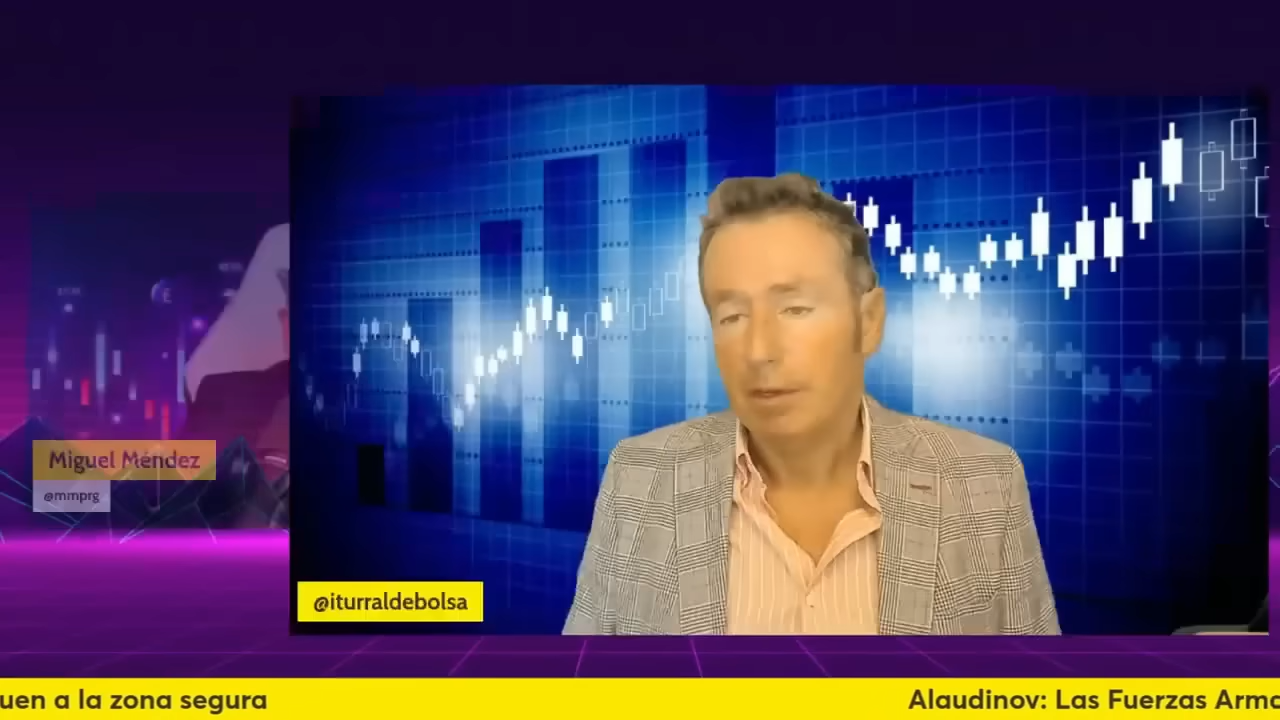 Miguel Méndez
@mmprg
@iturraldebolsa
uen a la zona segura
Alaudinov: Las Fuerzas Arma